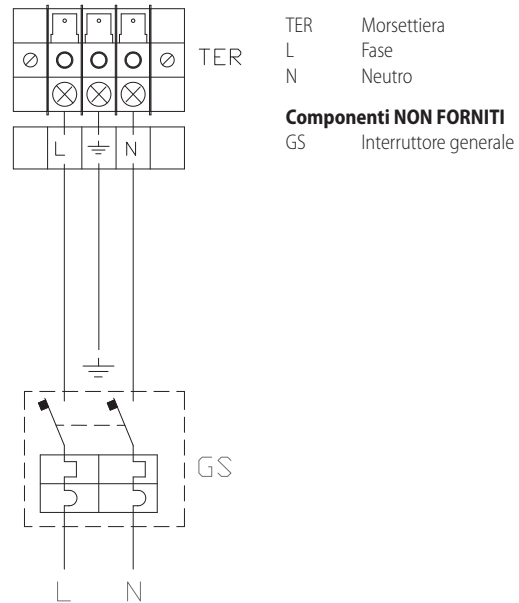 TER
TER Morsettiera
L Fase
N Neutro
Componenti NON FORNITI
GS Interruttore generale
L N
GS
L N